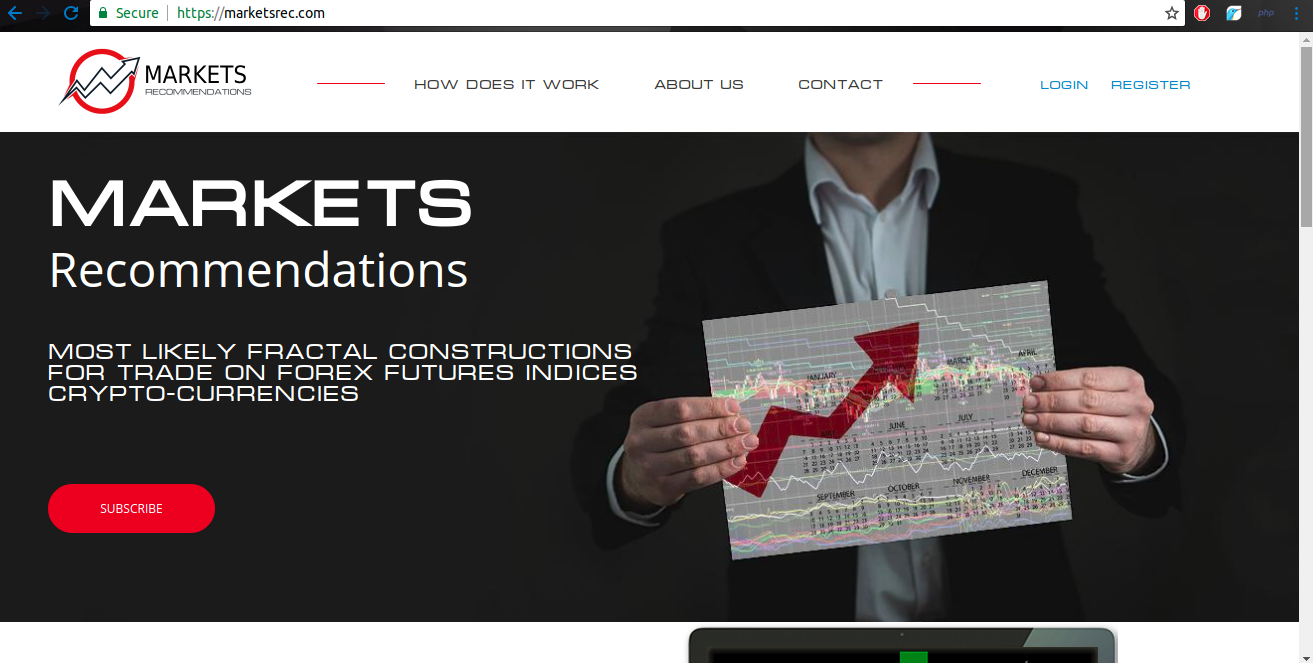 Secure
https://marketsrec.com
php
MARKETS
RECOMMENDATIONS
HOW DOES IT WORK
ABOUT US
CONTACT
LOGIN
REGISTER
MARKETS
Recommendations
MOST LIKELY FRACTAL CONSTRUCTIONS
FOR TRADE ON FOREX FUTURES INDICES
CRYPTO-CURRENCIES
SUBSCRIBE
JANUARY
MARCH
APRIL
JUNE
JULY
SEPTEMBER
OCTOBER
NOVEMBER
DECEMBER